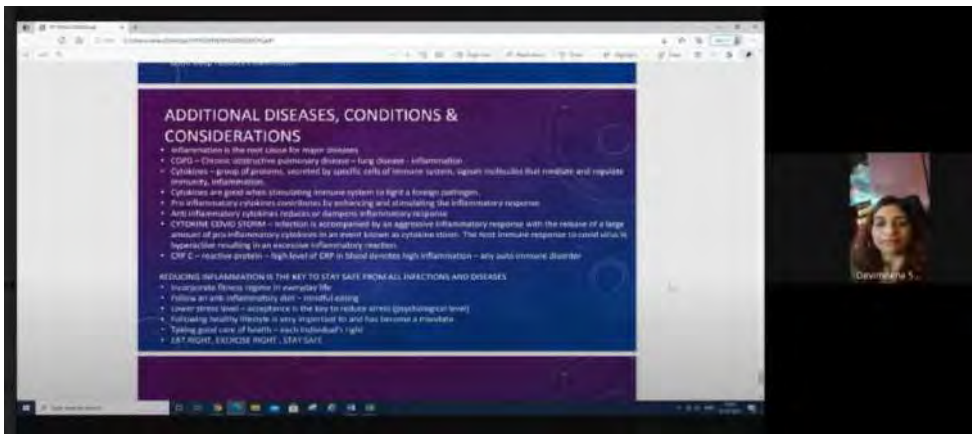 ADDITIONAL DISEASES, CONDITIONS &
CONSIDERATIONS
• Inflammation is the root cause for major diseases
• COPD – Chronic obstructive pulmonary disease – lung disease - inflammation
• Cytokines – group of proteins, secreted by specific cells of immune system, signals molecules that mediate and regulate
immunity, inflammation.
• Cytokines are good when stimulating immune system to fight a foreign pathogen.
• Pro inflammatory cytokines contributes by enhancing and stimulating the inflammatory response
• Anti inflammatory cytokines reduces or dampens inflammatory response
• CYTOKINE COVID STORM – Infection is accompanied by an aggressive inflammatory response with the release of a large
amount of pro inflammatory cytokines in an event known as cytokine storm. The host immune response to covid virus is
hyperactive resulting in an excessive inflammatory reaction.
• CRP C – reactive protein – high level of CRP in blood denotes high inflammation – any auto immune disorder
REDUCING INFLAMMATION IS THE KEY TO STAY SAFE FROM ALL INFECTIONS AND DISEASES
• Incorporate fitness regime in everyday life
• Follow an anti inflammatory diet – mindful eating
• Lower stress level – acceptance is the key to reduce stress (psychological level)
• Following healthy lifestyle is very important to and has become a mandate
• Taking good care of health – each individual's right
• EAT RIGHT, EXERCISE RIGHT , STAY SAFE
Devimeena S...